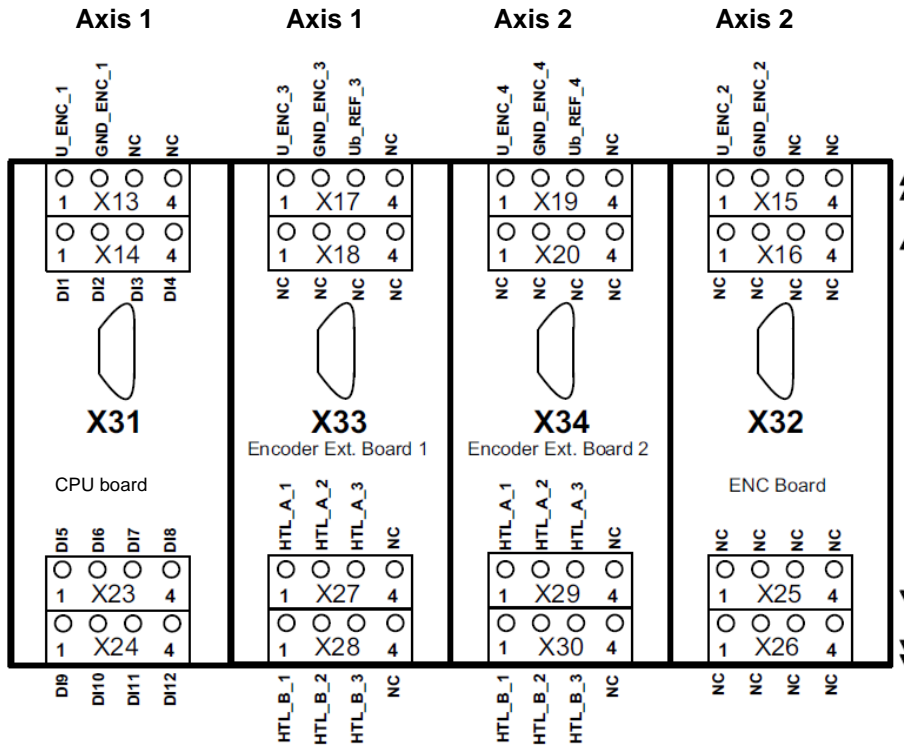 Axis 1 Axis 1 Axis 2 Axis 2
U_ENC_1 GND_ENC_1 NC NC U_ENC_3 GND_ENC_3 Ub_REF_3 NC U_ENC_4 GND_ENC_4 Ub_REF_4 NC U_ENC_2 GND_ENC_2 NC NC
1 X13 4 1 X17 4 1 X19 4 1 X15 4
1 X14 4 1 X18 4 1 X20 4 1 X16 4
DI1 DI2 DI3 DI4 NC NC NC NC NC NC NC NC NC NC NC NC
X31 X33 X34 X32
Encoder Ext. Board 1 Encoder Ext. Board 2
CPU board ENC Board
DI5 DI6 DI7 DI8 HTL_A_1 HTL_A_2 HTL_A_3 NC HTL_A_1 HTL_A_2 HTL_A_3 NC NC NC NC NC
1 X23 4 1 X27 4 1 X29 4 1 X25 4
1 X24 4 1 X28 4 1 X30 4 1 X26 4
DI9 DI10 DI11 DI12 HTL_B_1 HTL_B_2 HTL_B_3 NC HTL_B_1 HTL_B_2 HTL_B_3 NC NC NC NC NC